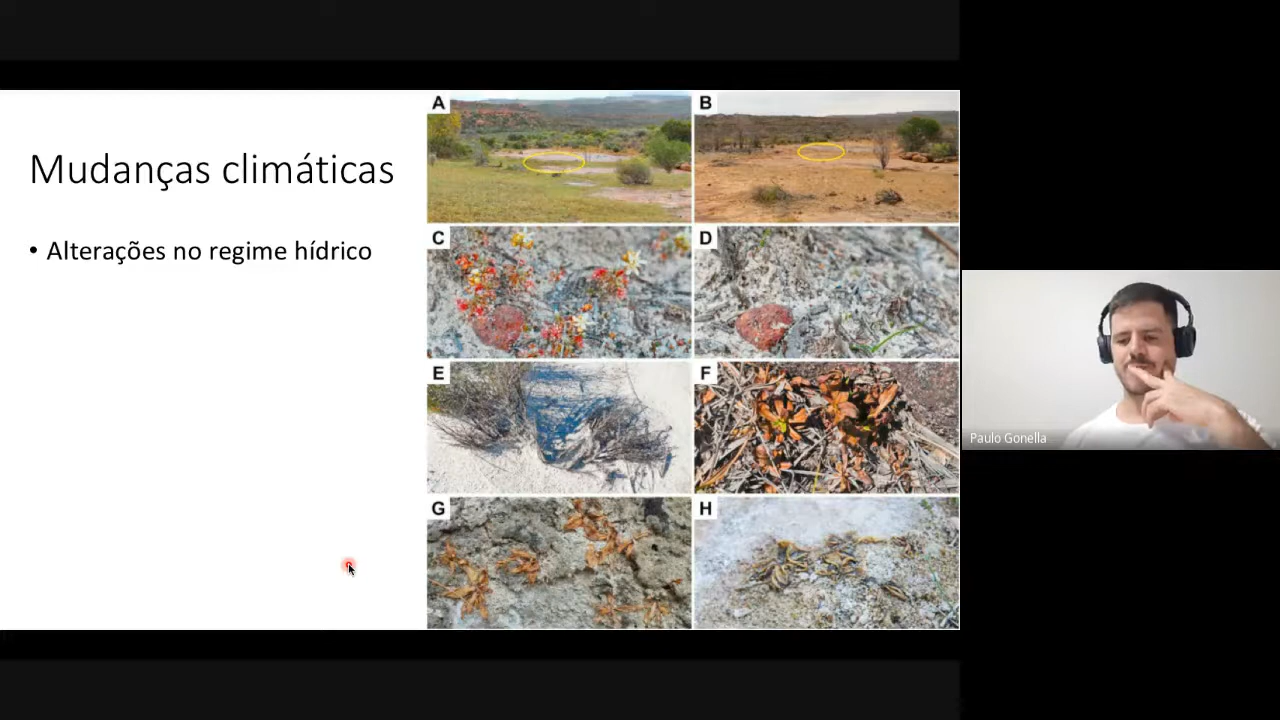 Mudanças climáticas
• Alterações no regime hídrico
A
B
C
D
E
F
G
H
Paulo Gonella